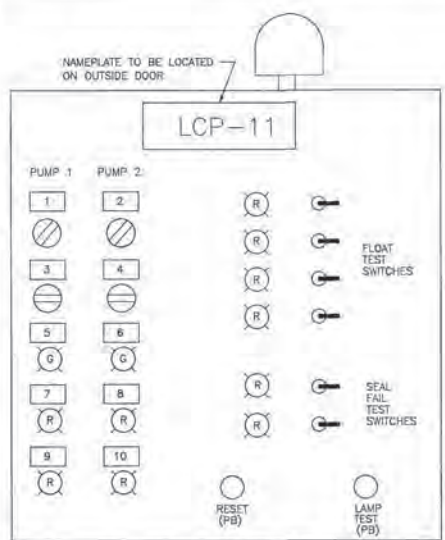 NAMEPLATE TO BE LOCATED
ON OUTSIDE DOOR
LCP-11
PUMP 1 PUMP 2
1 2
R
R
3 4
FLOAT
TEST
SWITCHES
R
R
5 6
G G
7 8
R R
R
SEAL
FAIL
TEST
SWITCHES
R
9 10
R R
RESET
(PB)
LAMP
TEST
(PB)